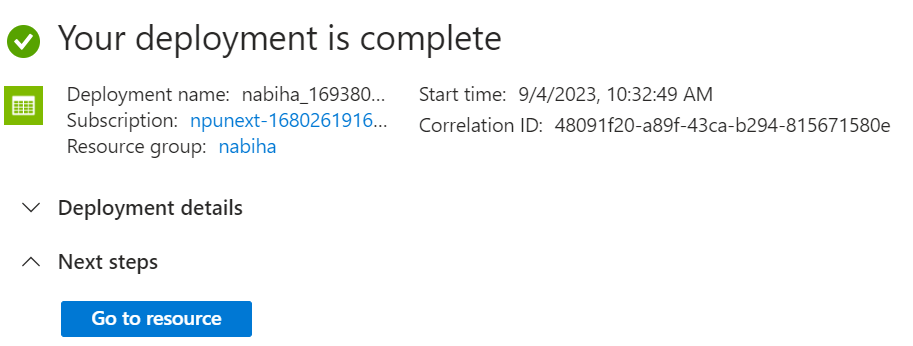 Your deployment is complete
Deployment name: nabiha_169380...
Subscription: npunext-1680261916...
Resource group: nabiha
Start time: 9/4/2023, 10:32:49 AM
Correlation ID: 48091f20-a89f-43ca-b294-815671580e
Deployment details
Next steps
Go to resource